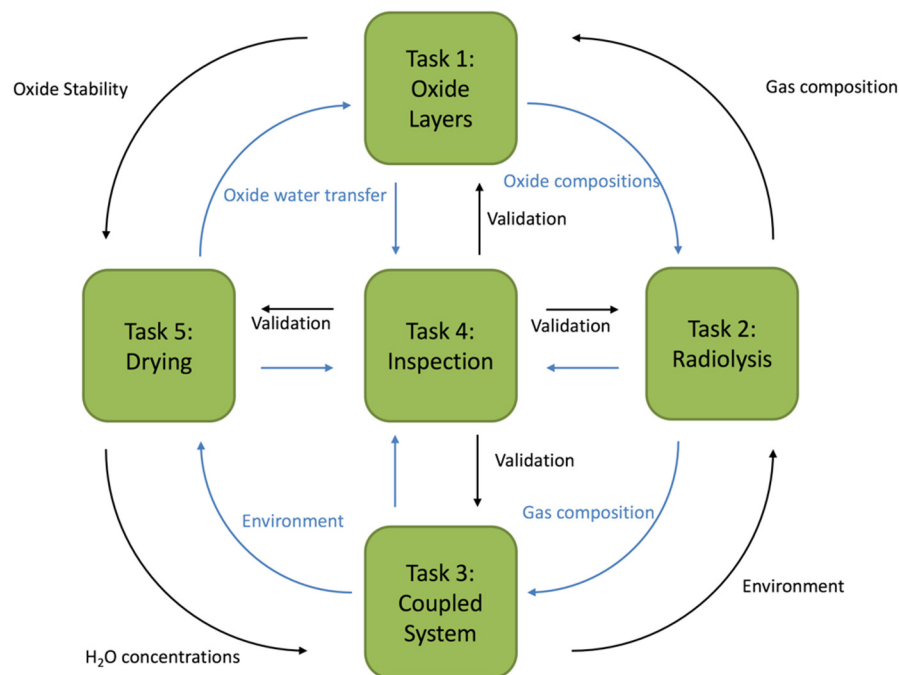 Task 1:
Oxide
Layers
Oxide Stability
Gas composition
Oxide water transfer
Oxide compositions
Validation
Task 5:
Drying
Validation
Task 4:
Inspection
Validation
Task 2:
Radiolysis
Validation
Environment
Gas composition
Task 3:
Coupled
System
Environment
H₂O concentrations